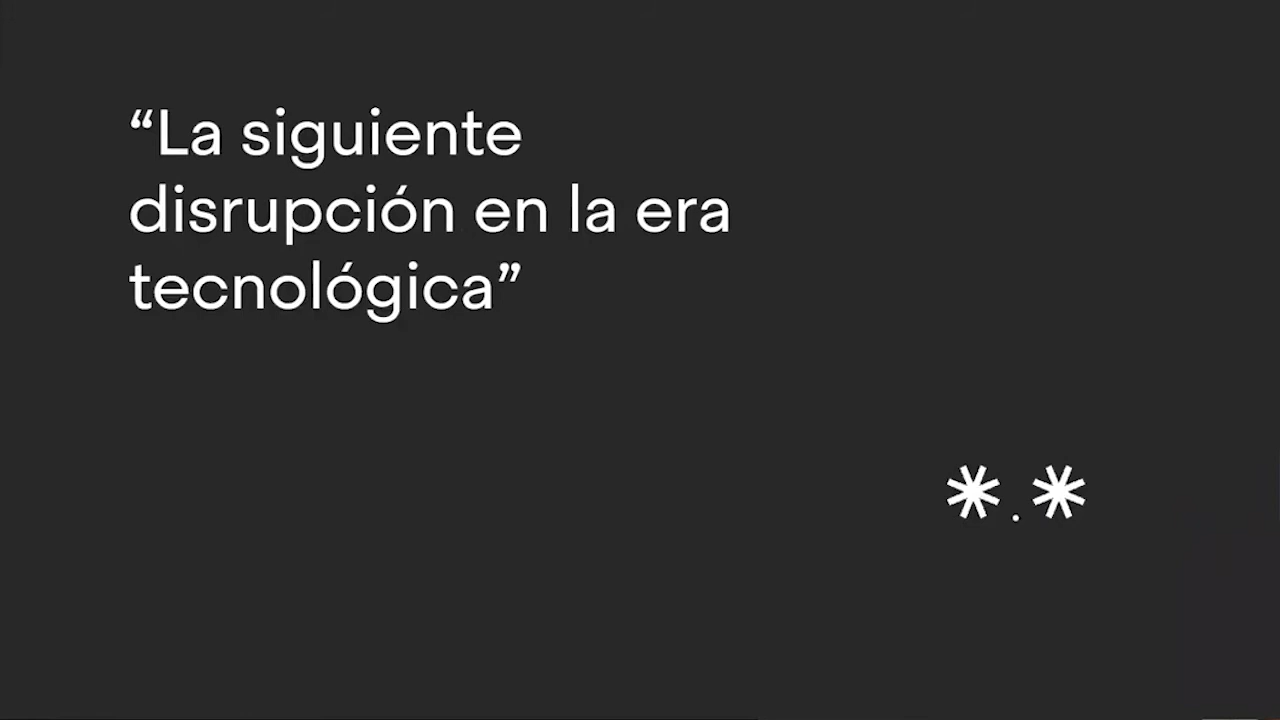 “La siguiente
disrupción en la era
tecnológica”
*.*